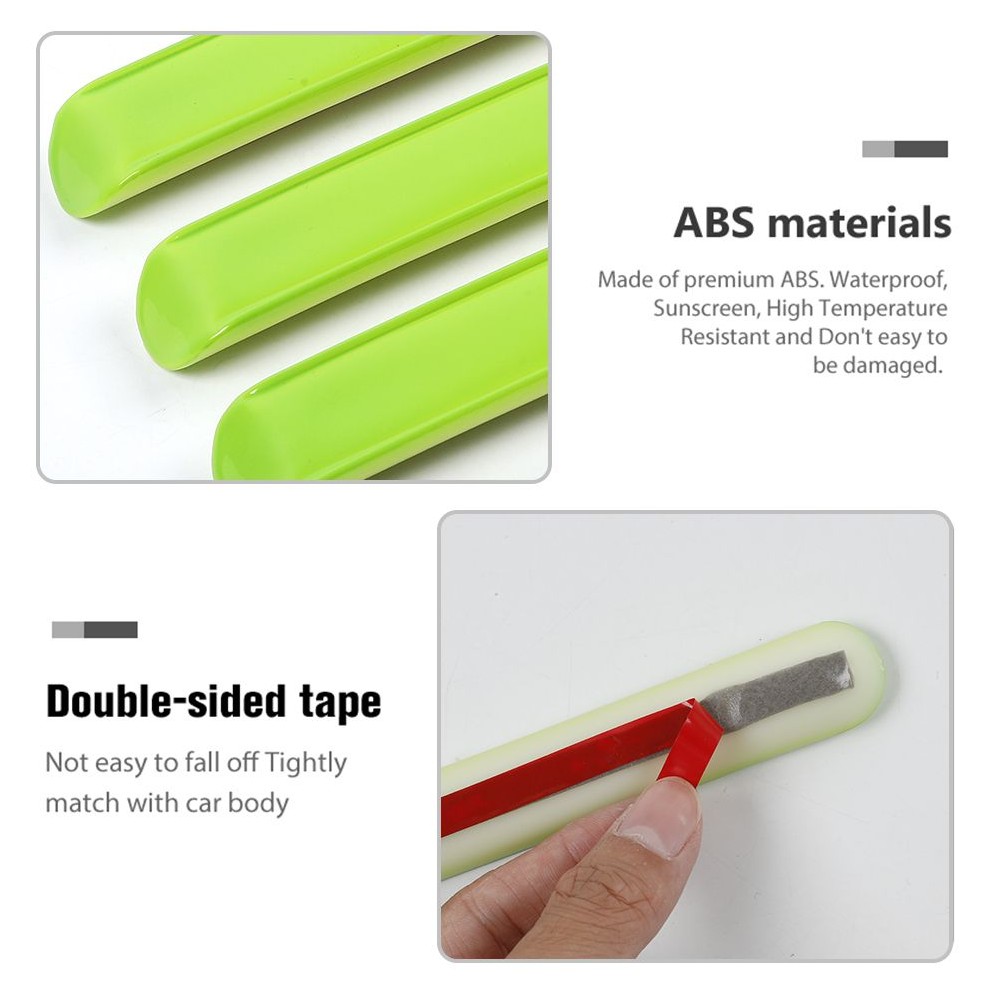 ABS materials
Made of premium ABS. Waterproof,
Sunscreen, High Temperature
Resistant and Don't easy to
be damaged.
Double-sided tape
Not easy to fall off Tightly
match with car body